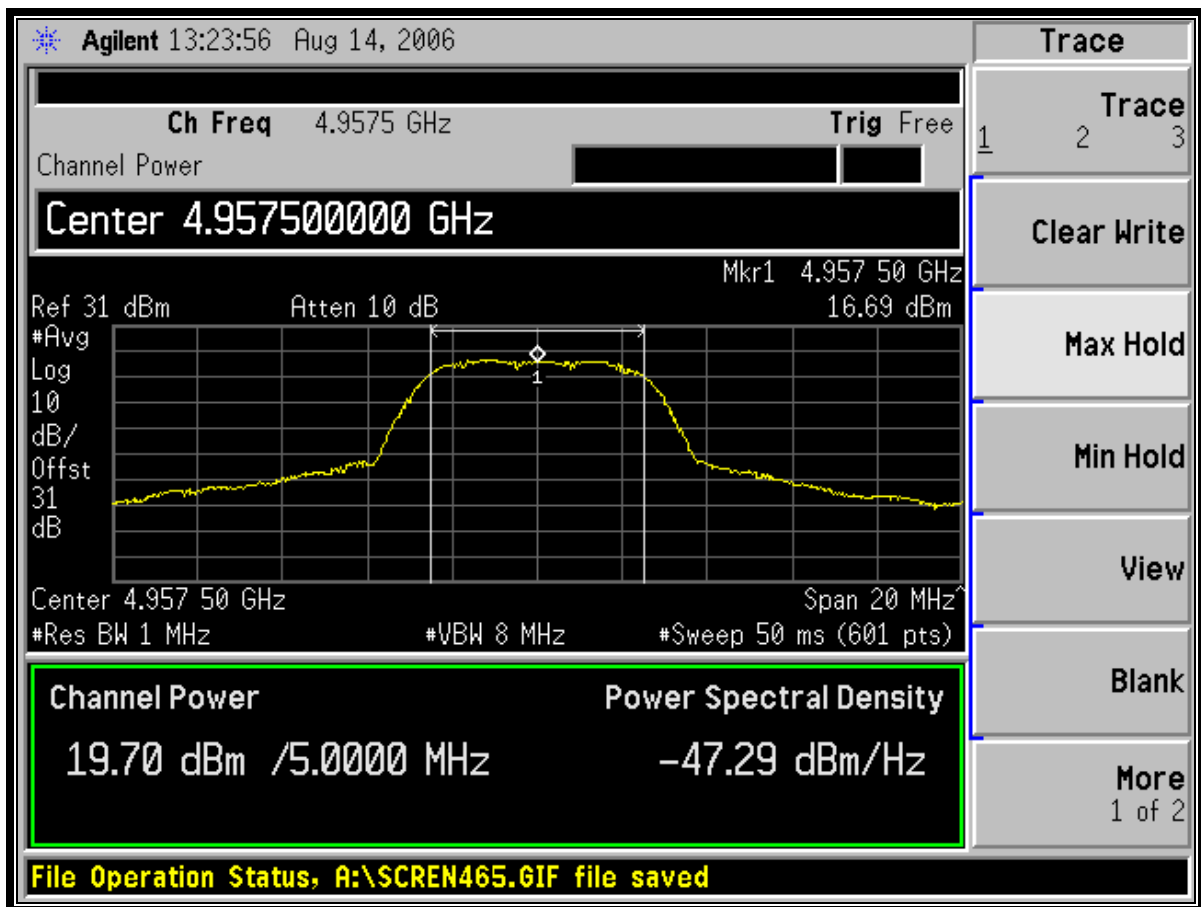 Agilent 13:23:56 Aug 14, 2006
Trace
Ch Freq 4.9575 GHz Trig Free
Channel Power
Center 4.957500000 GHz
Mkr1 4.957 50 GHz
Ref 31 dBm Atten 10 dB 16.69 dBm
#Avg
Log
10
dB/
Offst
31
dB
1
Center 4.957 50 GHz Span 20 MHz^
#Res BW 1 MHz #VBW 8 MHz #Sweep 50 ms (601 pts)
Channel Power Power Spectral Density
19.70 dBm /5.0000 MHz -47.29 dBm/Hz
File Operation Status, A:\SCREN465.GIF file saved
Trace
1 2 3
Clear Write
Max Hold
Min Hold
View
Blank
More
1 of 2